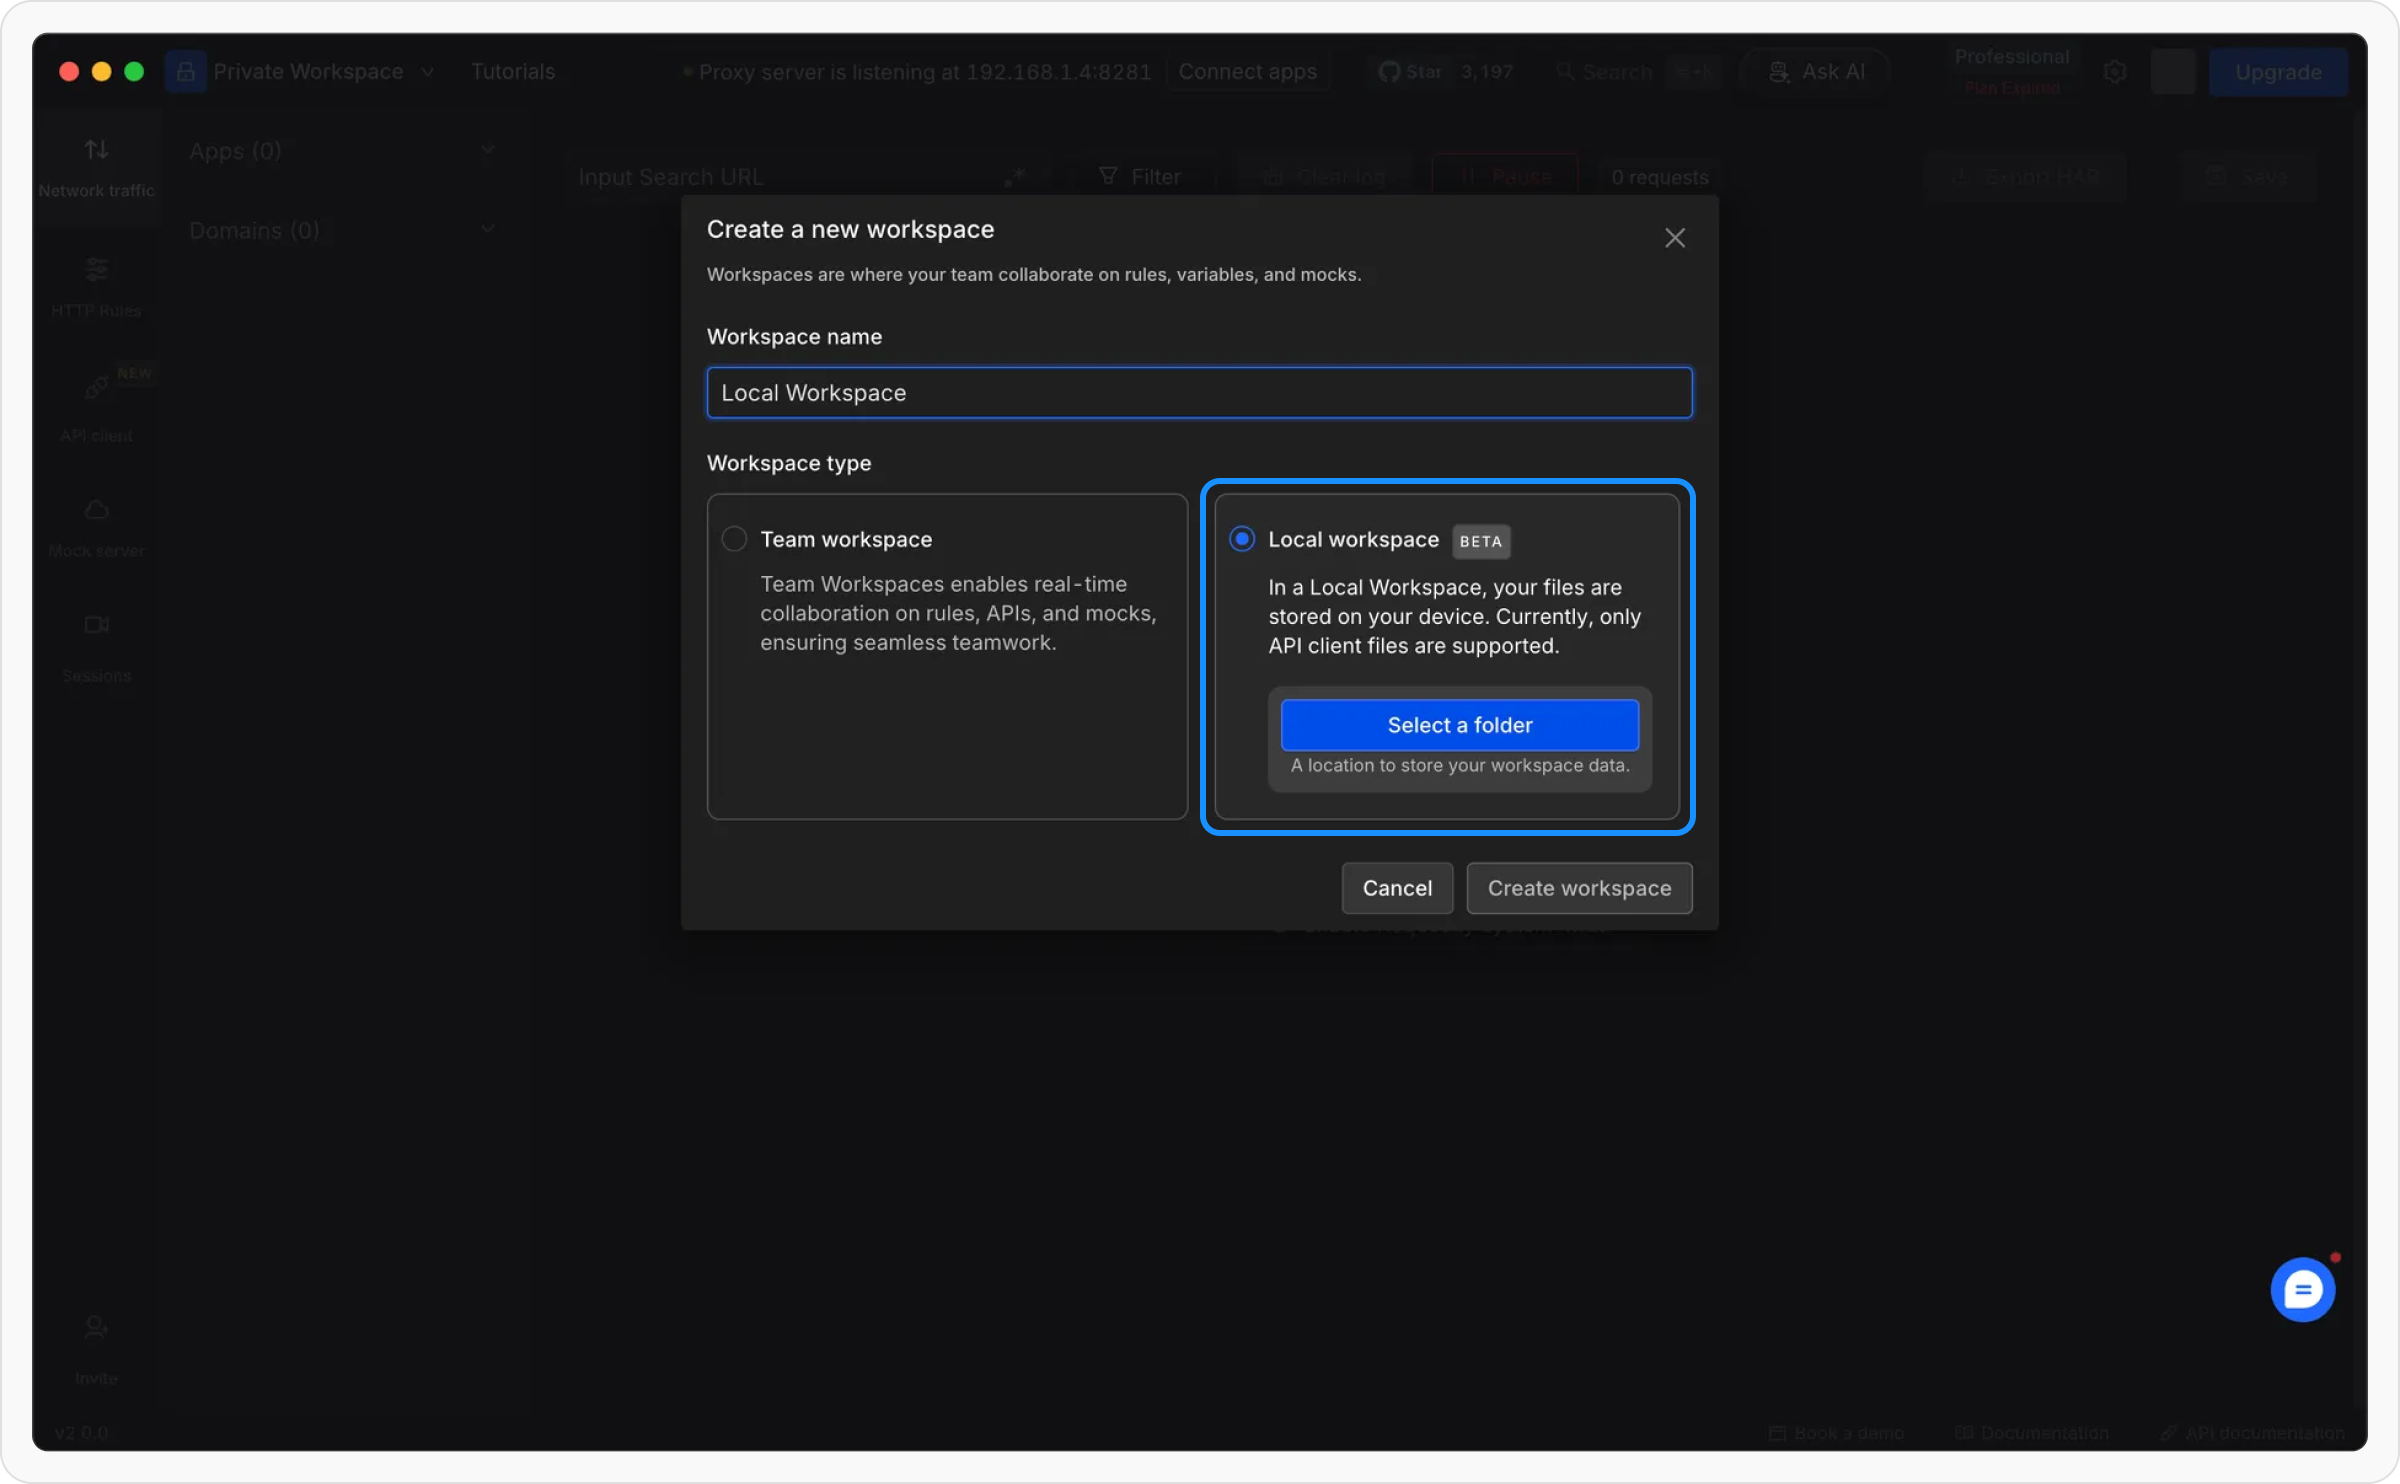 Private Workspace
Tutorials
Proxy server is listening at 192.168.1.4:8281
Connect apps
Star 3,197
Search
Ask AI
Professional
Plan Expired
Upgrade
Network traffic
HTTP Rules
NEW
API client
Mock server
Sessions
Invite
v2.0.0
Apps (0)
Domains (0)
Input Search URL
.*
Filter
Clear log
Pause
0 requests
Export HAR
Save
Create a new workspace
Workspaces are where your team collaborate on rules, variables, and mocks.
Workspace name
Local Workspace
Workspace type
Team workspace
Team Workspaces enables real-time
collaboration on rules, APIs, and mocks,
ensuring seamless teamwork.
Local workspace BETA
In a Local Workspace, your files are
stored on your device. Currently, only
API client files are supported.
Select a folder
A location to store your workspace data.
Cancel
Create workspace
Book a demo
Documentation
API documentation